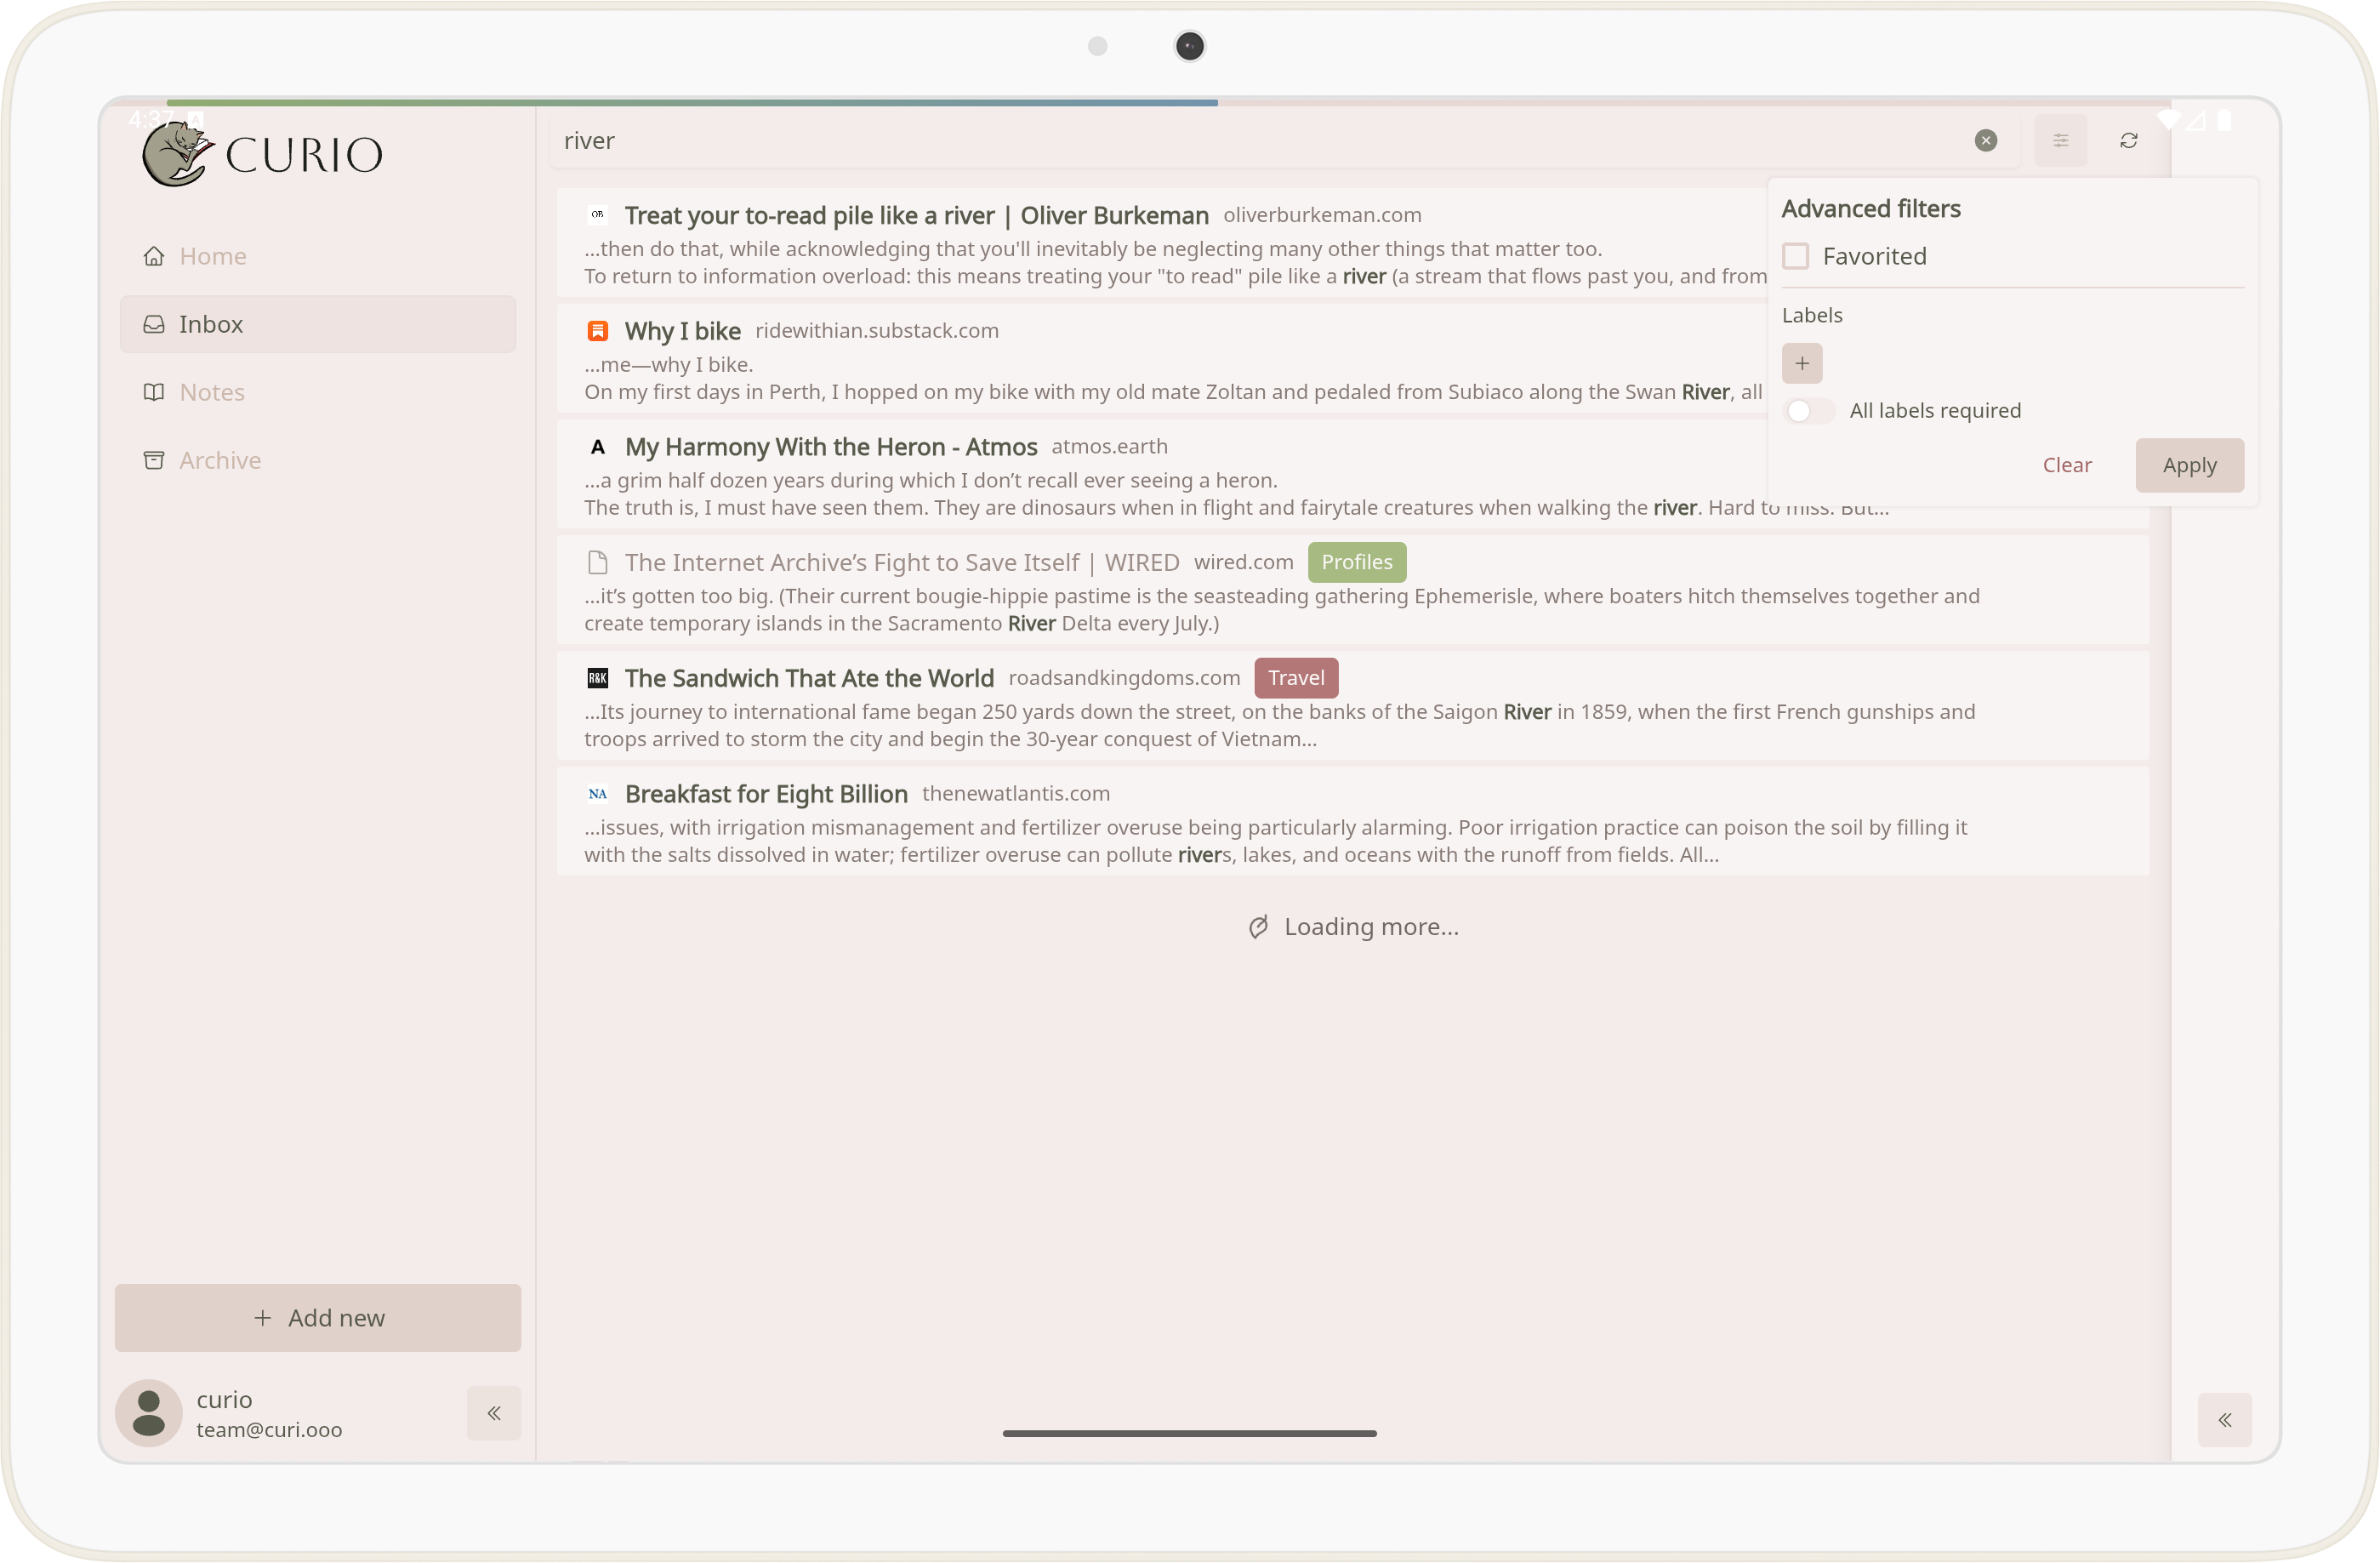 4:37
CURIO
Home
Inbox
Notes
Archive
Add new
curio
team@curi.ooo
river
OB Treat your to-read pile like a river | Oliver Burkeman oliverburkeman.com
...then do that, while acknowledging that you'll inevitably be neglecting many other things that matter too.
To return to information overload: this means treating your "to read" pile like a river (a stream that flows past you, and from
Why I bike ridewithian.substack.com
...me—why I bike.
On my first days in Perth, I hopped on my bike with my old mate Zoltan and pedaled from Subiaco along the Swan River, all
A My Harmony With the Heron - Atmos atmos.earth
...a grim half dozen years during which I don’t recall ever seeing a heron.
The truth is, I must have seen them. They are dinosaurs when in flight and fairytale creatures when walking the river. Hard to miss. But...
The Internet Archive’s Fight to Save Itself | WIRED wired.com Profiles
...it’s gotten too big. (Their current bougie-hippie pastime is the seasteading gathering Ephemerisle, where boaters hitch themselves together and
create temporary islands in the Sacramento River Delta every July.)
R&K The Sandwich That Ate the World roadsandkingdoms.com Travel
...Its journey to international fame began 250 yards down the street, on the banks of the Saigon River in 1859, when the first French gunships and
troops arrived to storm the city and begin the 30-year conquest of Vietnam...
NA Breakfast for Eight Billion thenewatlantis.com
...issues, with irrigation mismanagement and fertilizer overuse being particularly alarming. Poor irrigation practice can poison the soil by filling it
with the salts dissolved in water; fertilizer overuse can pollute rivers, lakes, and oceans with the runoff from fields. All...
Loading more...
Advanced filters
Favorited
Labels
All labels required
Clear Apply